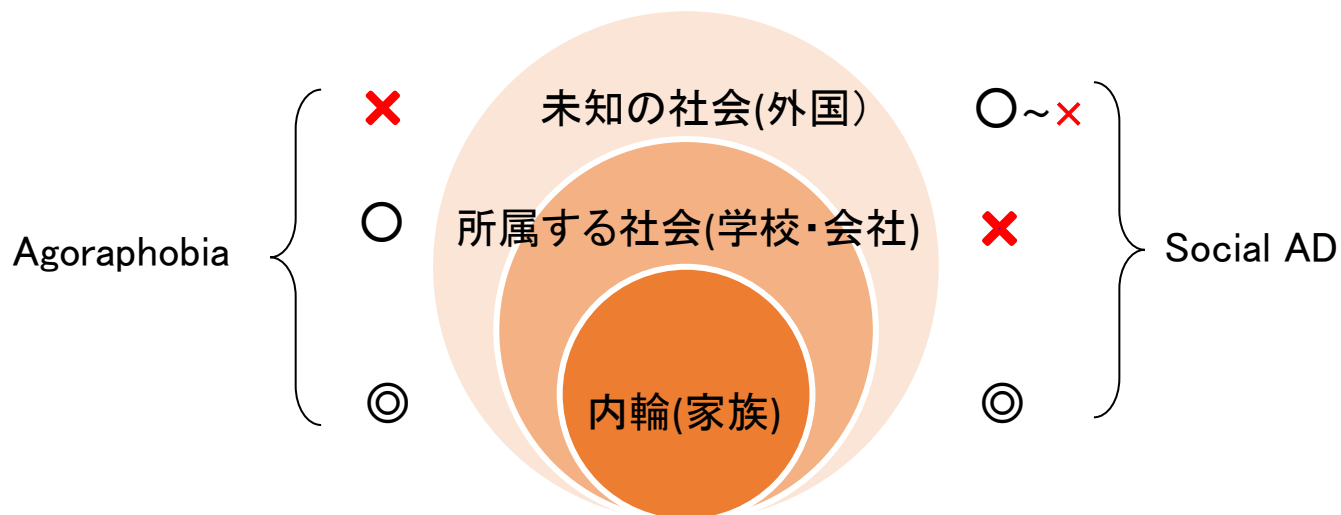 × 未知の社会(外国） ○~×
○ 所属する社会(学校・会社) ×
Agoraphobia
Social AD
◎ 内輪(家族) ◎